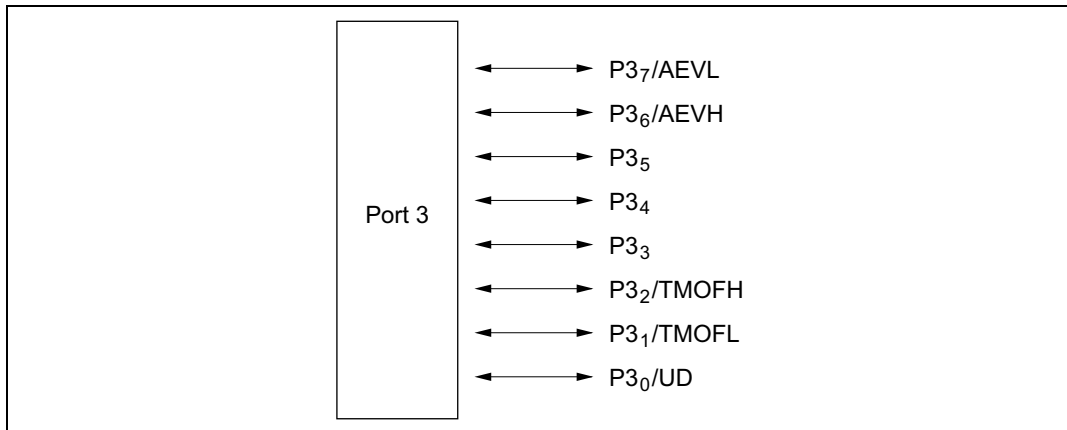 Port 3
P3₇/AEVL
P3₆/AEVH
P3₅
P3₄
P3₃
P3₂/TMOFH
P3₁/TMOFL
P3₀/UD